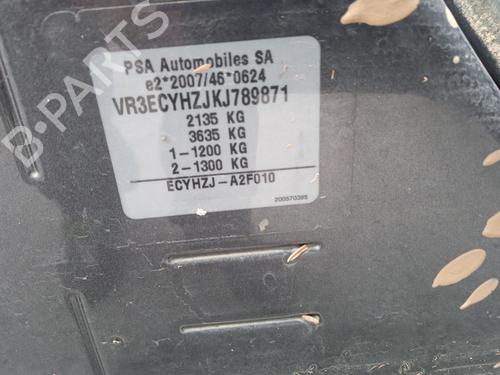 PSA Automobiles SA
e2*2007/46*0624
VR3ECYHZJKJ789871
2135 KG
3635 KG
1-1200 KG
2-1300 KG
ECYHZJ-A2F010
200570385
B-PARTS